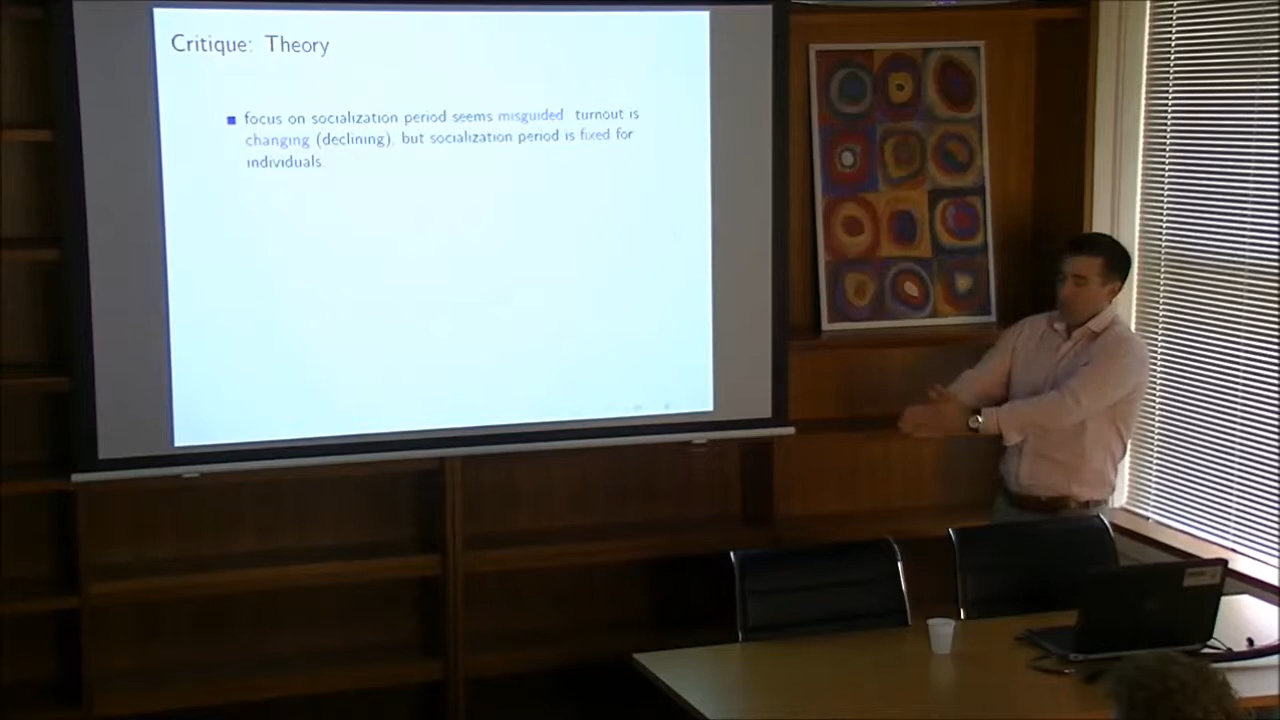 Critique: Theory
focus on socialization period seems misguided turnout is
changing (declining), but socialization period is fixed for
individuals.